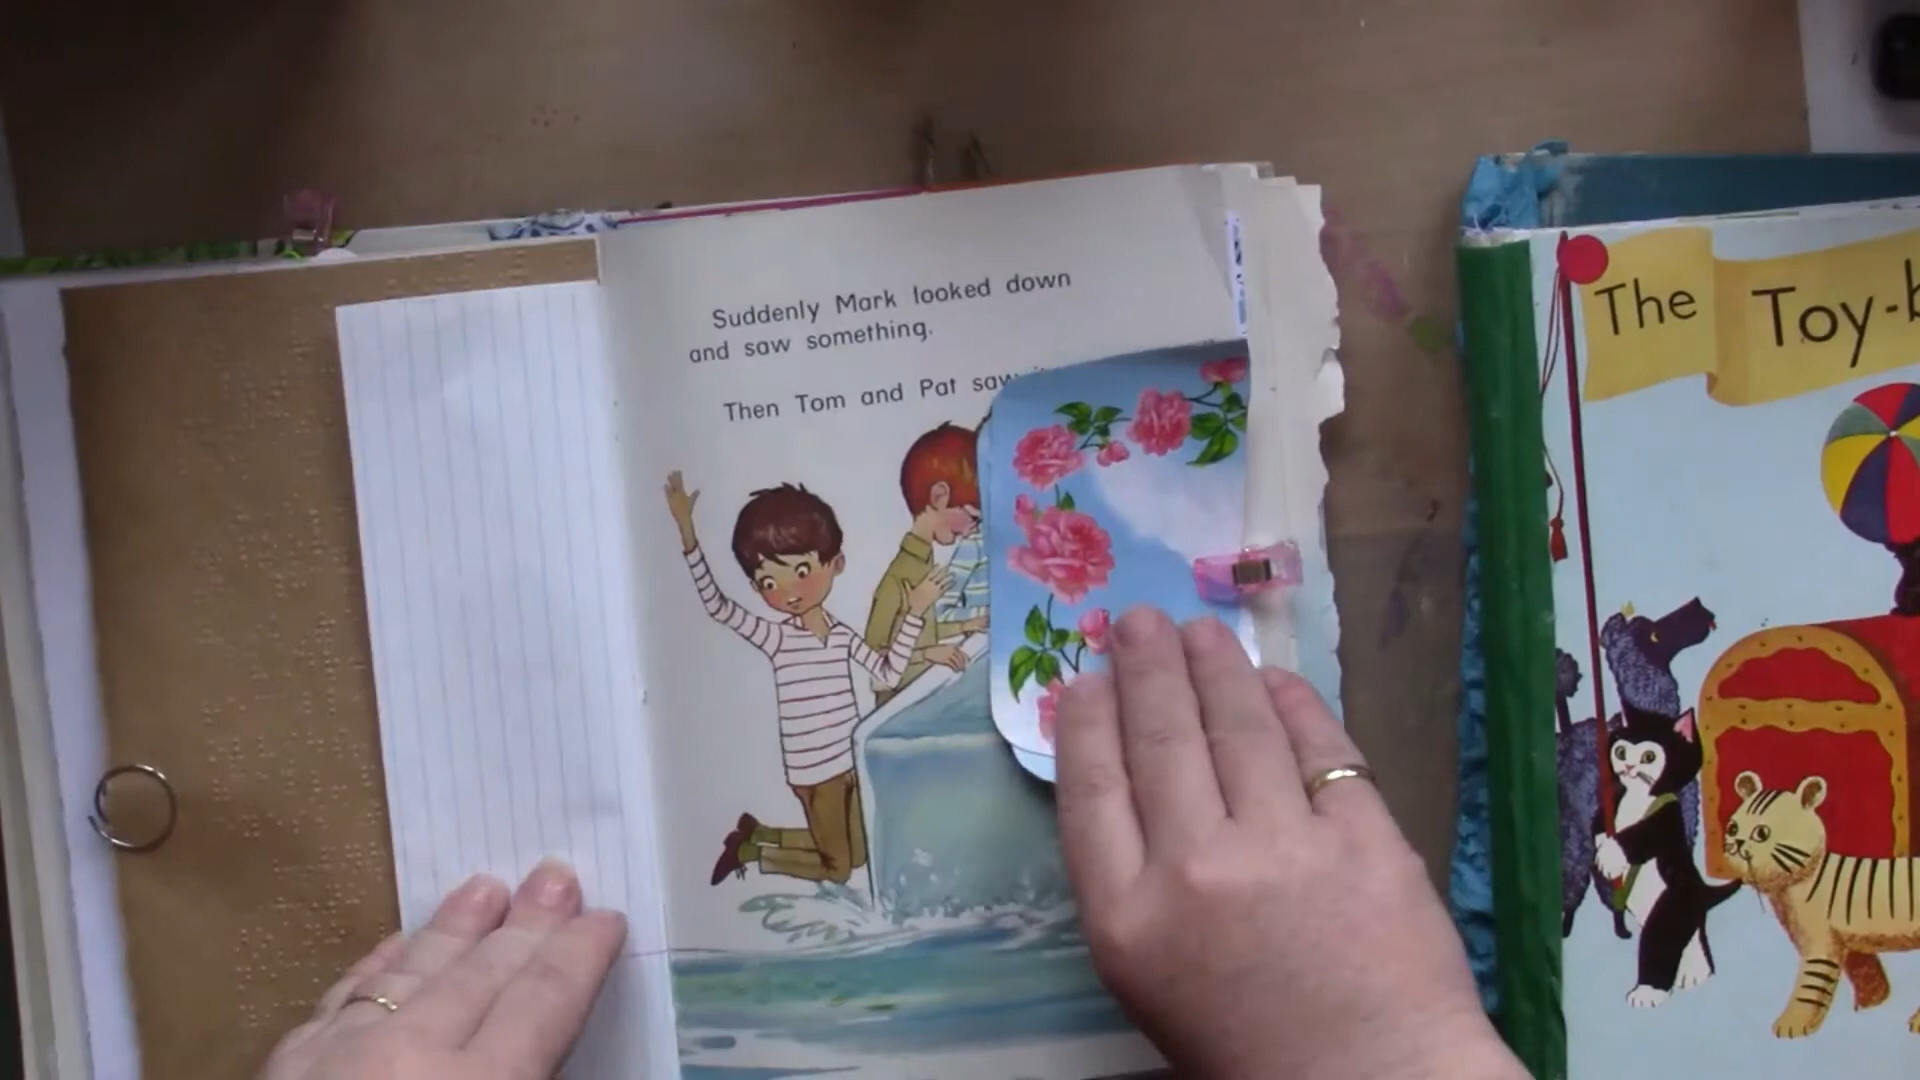 Suddenly Mark looked down
and saw something.
Then Tom and Pat saw
The Toy-b